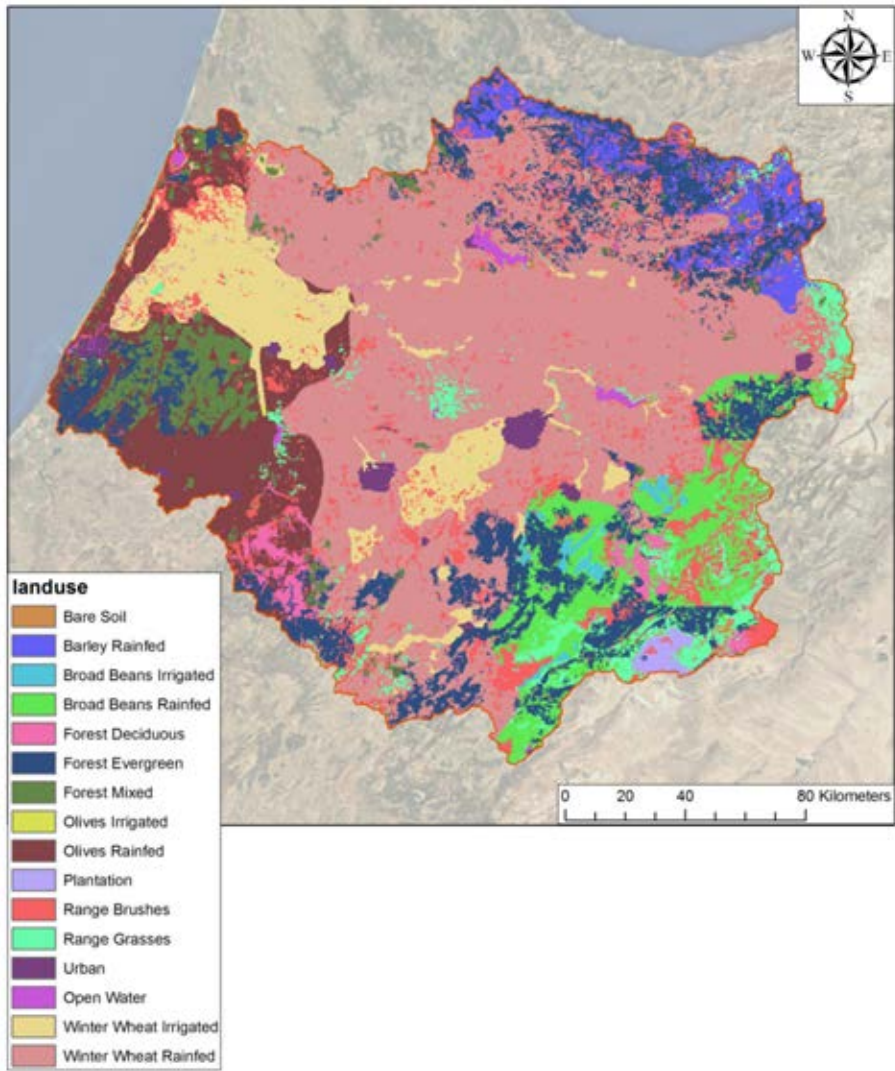 N
W E
S
landuse
Bare Soil
Barley Rainfed
Broad Beans Irrigated
Broad Beans Rainfed
Forest Deciduous
Forest Evergreen
Forest Mixed
Olives Irrigated
Olives Rainfed
Plantation
Range Brushes
Range Grasses
Urban
Open Water
Winter Wheat Irrigated
Winter Wheat Rainfed
0 20 40 80 Kilometers